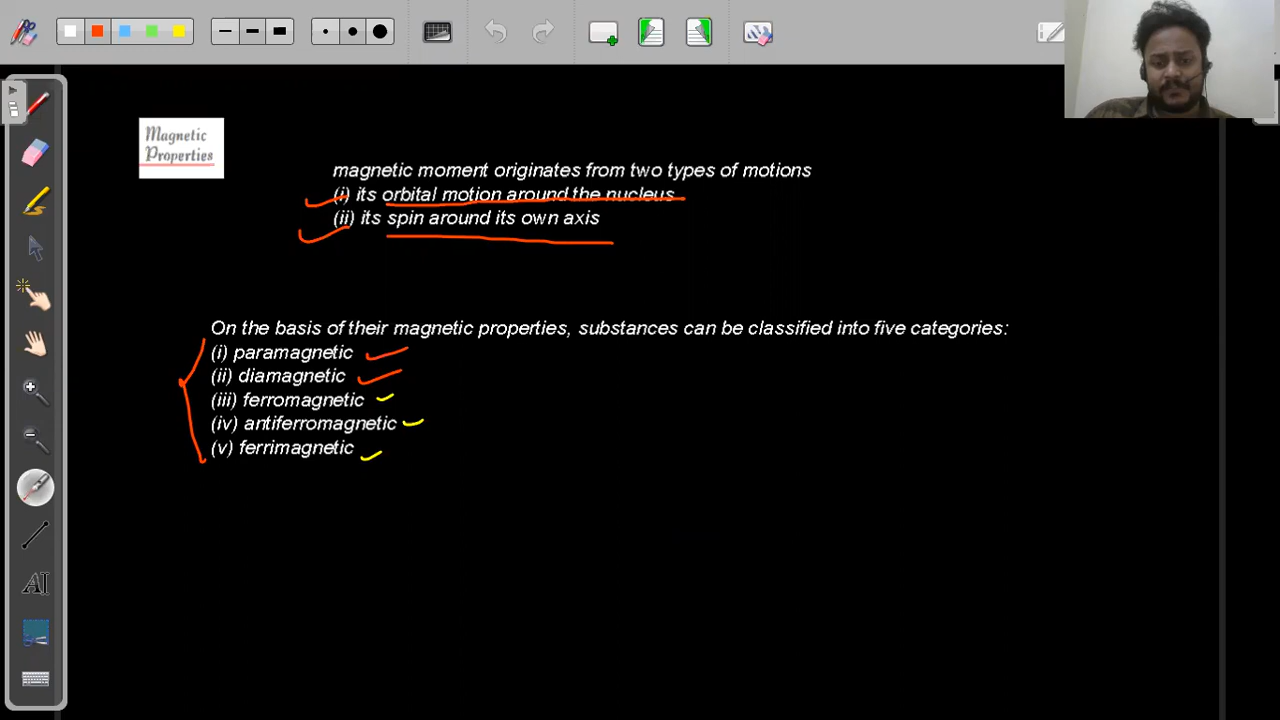 Magnetic
Properties
magnetic moment originates from two types of motions
(i) its orbital motion around the nucleus
(ii) its spin around its own axis
On the basis of their magnetic properties, substances can be classified into five categories:
(i) paramagnetic
(ii) diamagnetic
(iii) ferromagnetic
(iv) antiferromagnetic
(v) ferrimagnetic